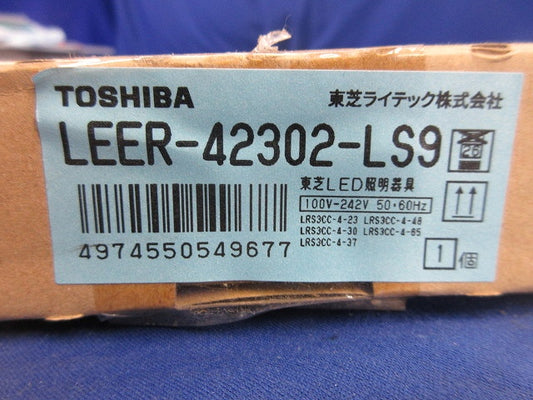 TOSHIBA 東芝ライテック株式会社
LEER-42302-LS9
26
東芝LED照明器具
100V-242V 50・60Hz
LRS3CC-4-23 LRS3CC-4-48
LRS3CC-4-30 LRS3CC-4-65
LRS3CC-4-37
4974550549677
1個